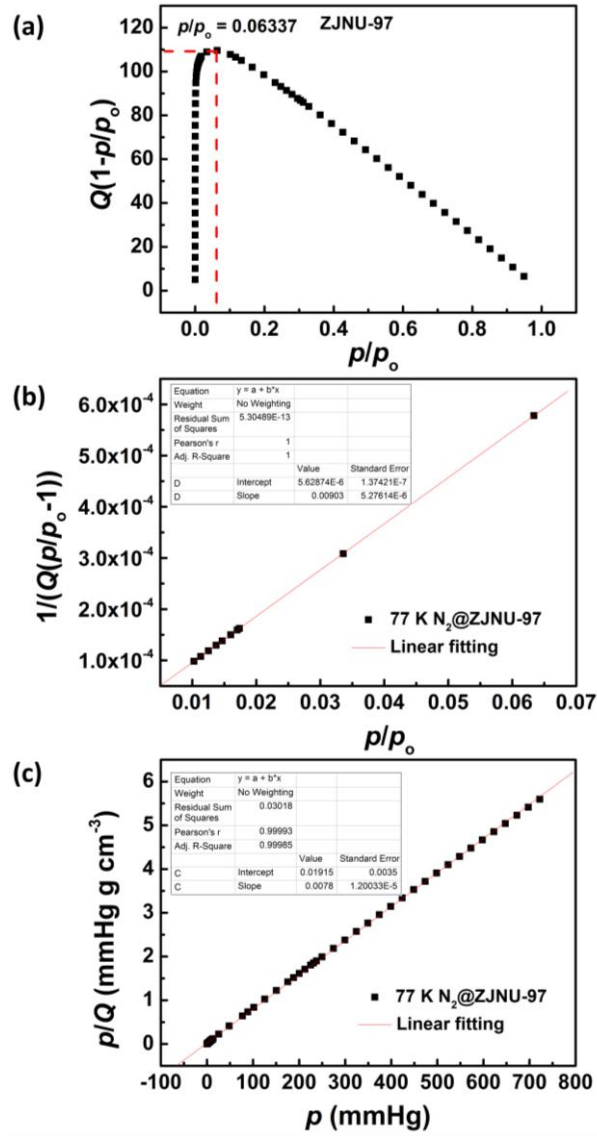 (a)
p/pₒ = 0.06337 ZJNU-97
120
100
80
60
40
20
0
Q(1-p/pₒ)
0.0 0.2 0.4 0.6 0.8 1.0
p/pₒ
(b)
Equation y = a + b*x
Weight No Weighting
Residual Sum of Squares 5.30489E-13
Pearson's r 1
Adj. R-Square 1
Value Standard Error
D Intercept 5.62874E-6 1.37421E-7
D Slope 0.00903 5.27614E-6
6.0x10⁻⁴
5.0x10⁻⁴
4.0x10⁻⁴
3.0x10⁻⁴
2.0x10⁻⁴
1.0x10⁻⁴
1/(Q(p/pₒ-1))
77 K N₂@ZJNU-97
Linear fitting
0.01 0.02 0.03 0.04 0.05 0.06 0.07
p/pₒ
(c)
Equation y = a + b*x
Weight No Weighting
Residual Sum of Squares 0.03018
Pearson's r 0.99993
Adj. R-Square 0.99985
Value Standard Error
C Intercept 0.01915 0.0035
C Slope 0.0078 1.20033E-5
6
5
4
3
2
1
0
p/Q (mmHg g cm⁻³)
77 K N₂@ZJNU-97
Linear fitting
-100 0 100 200 300 400 500 600 700 800
p (mmHg)